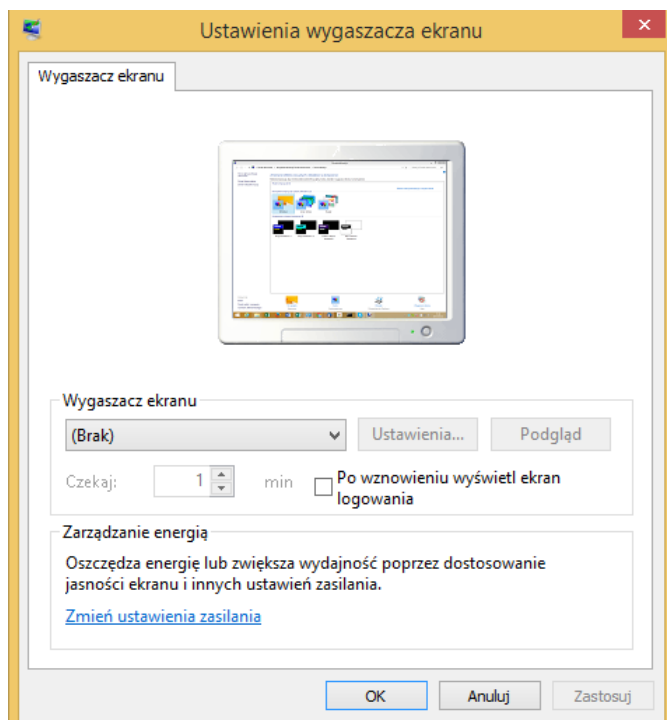 Ustawienia wygaszacza ekranu
Wygaszacz ekranu
Wygaszacz ekranu
(Brak)
Ustawienia...
Podgląd
Czekaj:
1
min
Po wznowieniu wyświetl ekran
logowania
Zarządzanie energią
Oszczędza energię lub zwiększa wydajność poprzez dostosowanie
jasności ekranu i innych ustawień zasilania.
Zmień ustawienia zasilania
OK
Anuluj
Zastosuj